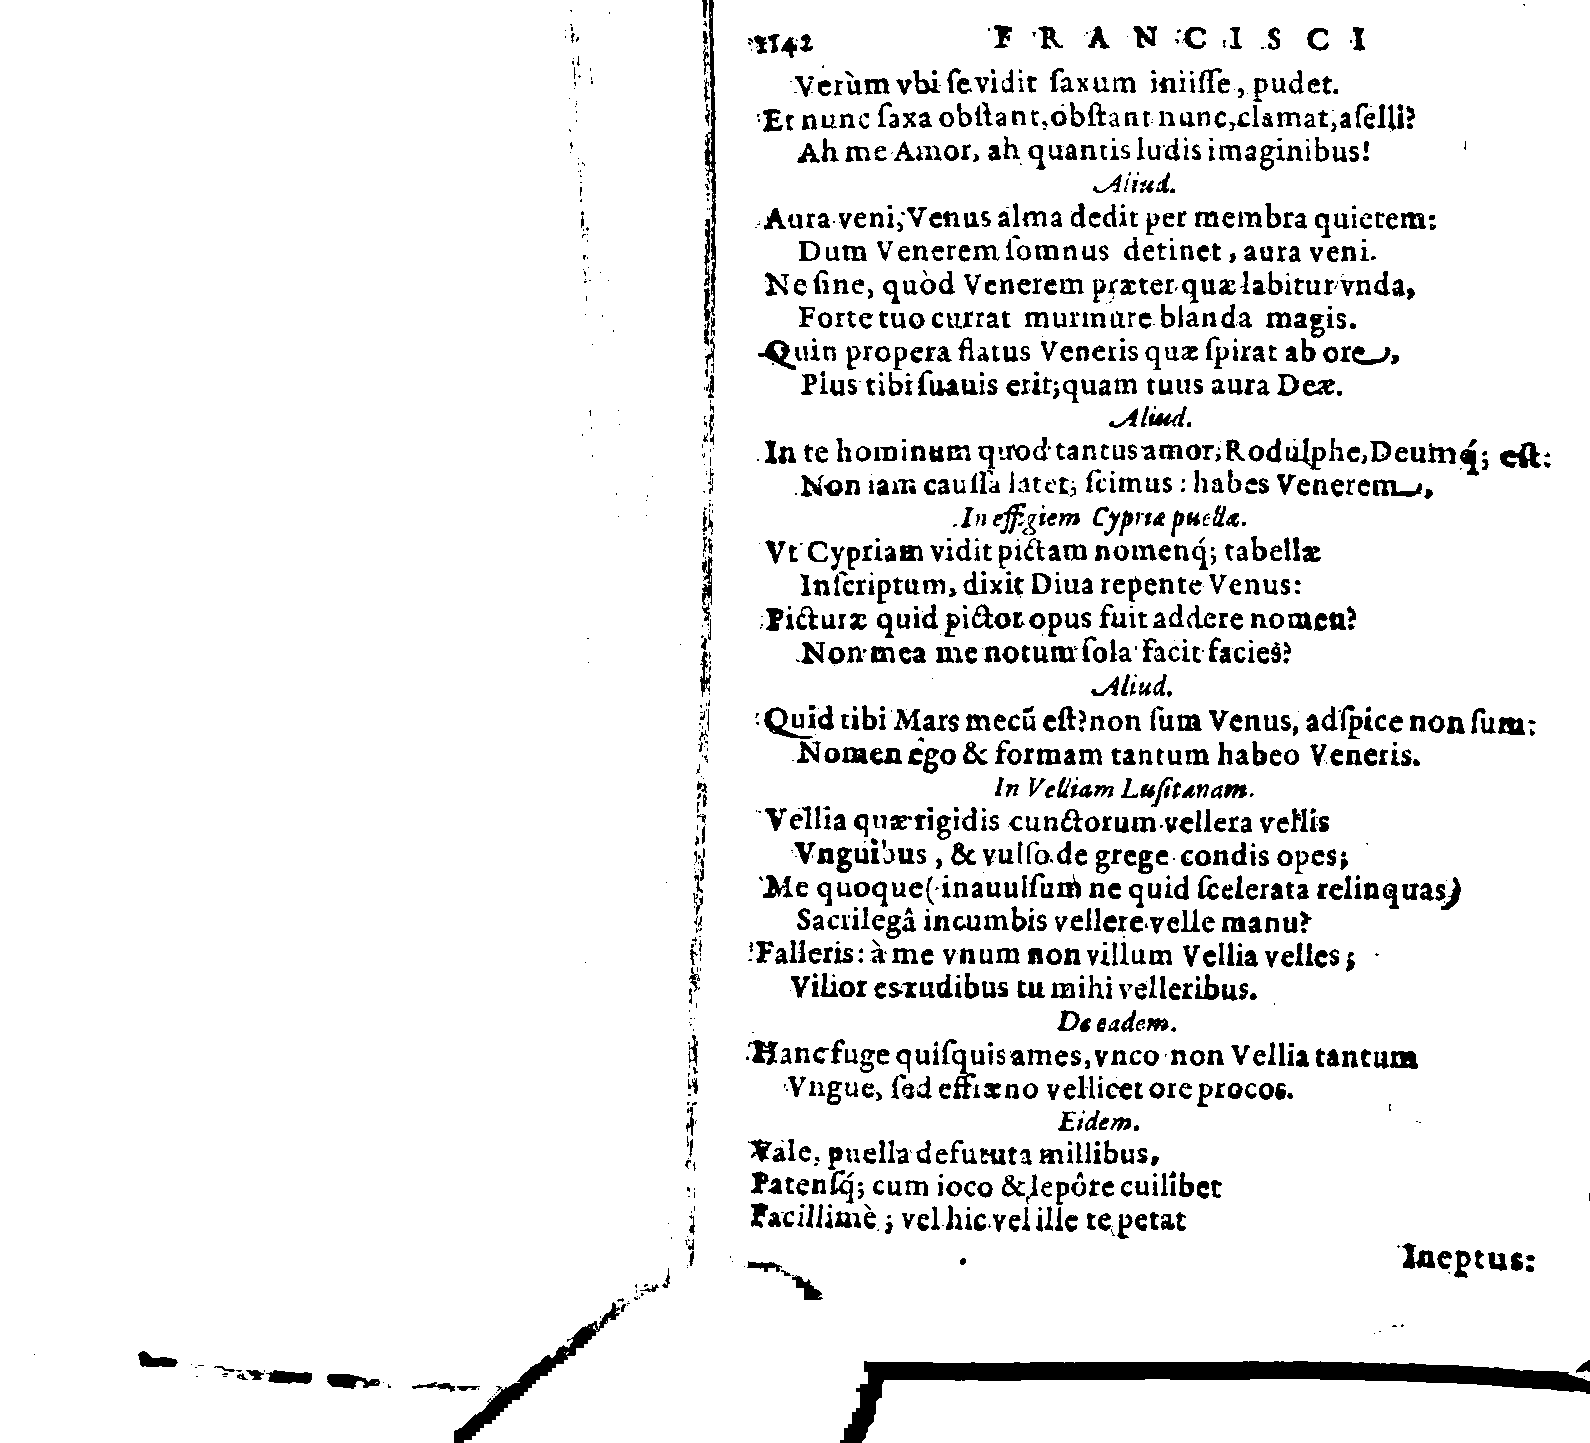 1142 FRANCISCI
Verùm vbi se vidit saxum iniisse, pudet.
Et nunc saxa obstant, obstant nunc, clamat, aselli?
Ah me Amor, ah quantis ludis imaginibus!
Aliud.
Aura veni, Venus alma dedit per membra quietem:
Dum Venerem somnus detinet, aura veni.
Ne sine, quòd Venerem præter quæ labitur vnda,
Forte tuo currat murmure blanda magis.
Quin propera flatus Veneris quæ spirat ab ore,
Plus tibi suauis erit; quam tuus aura Deæ.
Aliud.
In te hominum quod tantus amor, Rodulphe, Deumq́; est:
Non iam caussa latet; scimus: habes Venerem,
In effigiem Cypriæ puellæ.
Vt Cypriam vidit pictam nomenq́; tabellæ
Inscriptum, dixit Diua repente Venus:
Picturæ quid pictor opus fuit addere nomen?
Non mea me notum sola facit facies?
Aliud.
Quid tibi Mars mecũ est? non sum Venus, adspice non sum:
Nomen ego & formam tantum habeo Veneris.
In Velliam Lusitanam.
Vellia quæ rigidis cunctorum vellera vellis
Vnguibus, & vulso de grege condis opes;
Me quoque (inauulsum ne quid scelerata relinquas)
Sacrilegâ incumbis vellere velle manu?
Falleris: à me vnum non villum Vellia velles;
Vilior es rudibus tu mihi velleribus.
De eadem.
Hanc fuge quisquis ames, vnco non Vellia tantum
Vngue, sed effræno vellicet ore procos.
Eidem.
Vale, puella defututa millibus,
Patensq́; cum ioco & lepôre cuilibet
Facillimè; vel hic vel ille te petat
Ineptus: